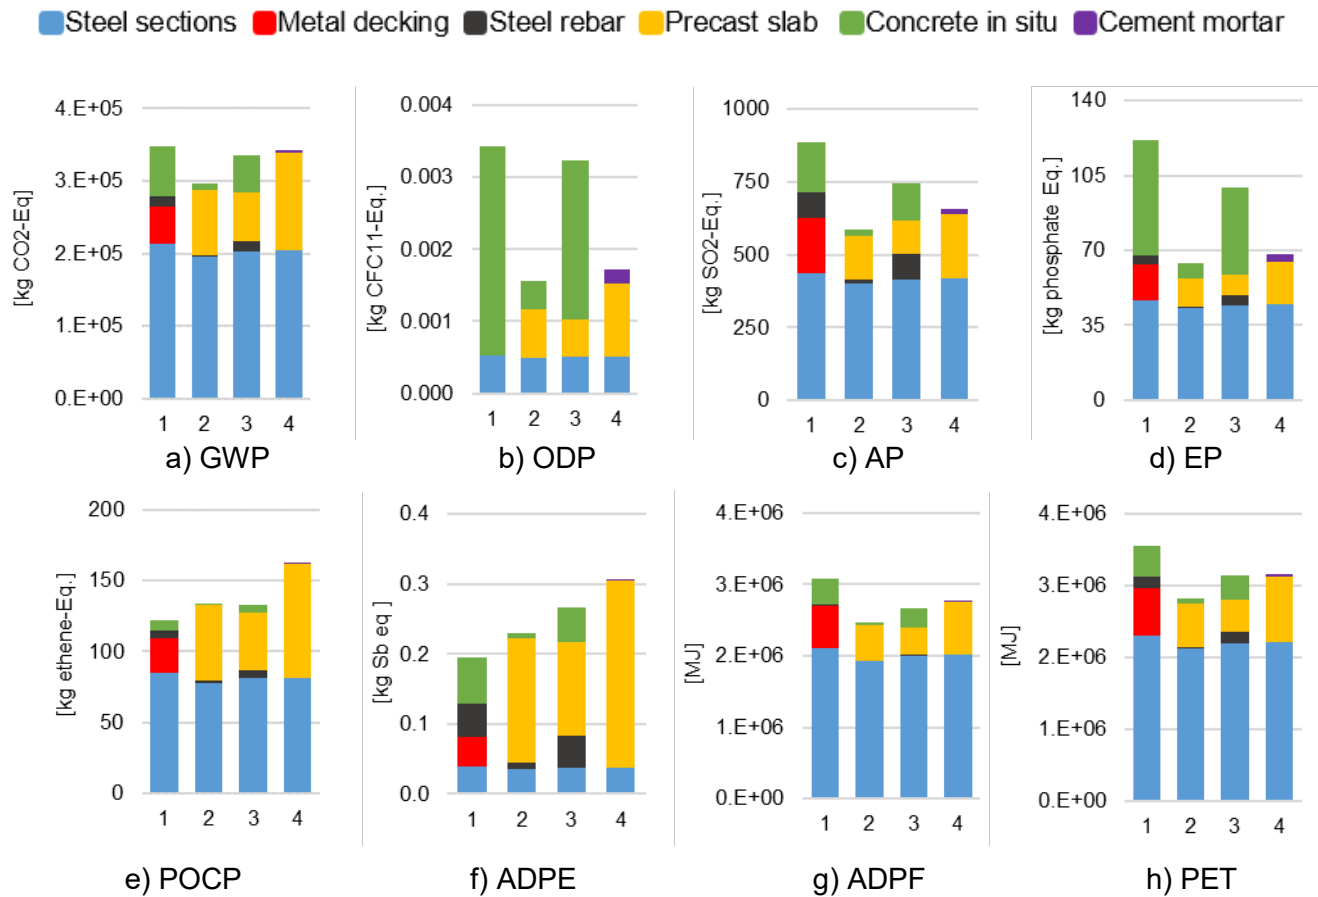 Steel sections Metal decking Steel rebar Precast slab Concrete in situ Cement mortar
[kg CO2-Eq]
4.E+05
3.E+05
2.E+05
1.E+05
0.E+00
1 2 3 4
a) GWP
[kg CFC11-Eq.]
0.004
0.003
0.002
0.001
0.000
1 2 3 4
b) ODP
[kg SO2-Eq.]
1000
750
500
250
0
1 2 3 4
c) AP
[kg phosphate Eq.]
140
105
70
35
0
1 2 3 4
d) EP
[kg ethene-Eq.]
200
150
100
50
0
1 2 3 4
e) POCP
[kg Sb eq ]
0.4
0.3
0.2
0.1
0.0
1 2 3 4
f) ADPE
[MJ]
4.E+06
3.E+06
2.E+06
1.E+06
0.E+00
1 2 3 4
g) ADPF
[MJ]
4.E+06
3.E+06
2.E+06
1.E+06
0.E+00
1 2 3 4
h) PET